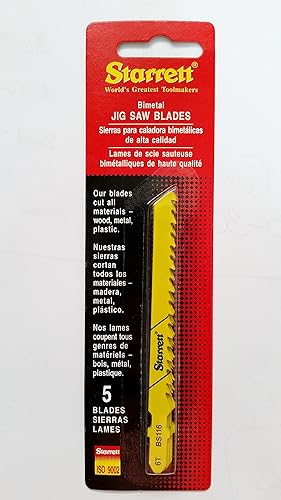 Starrett®
World's Greatest Toolmakers
Bimetal
JIG SAW BLADES
Sierras para caladora bimetálicas
de alta calidad
Lames de scie sauteuse
bimétalliques de haute qualité
Our blades
cut all
materials –
wood, metal,
plastic.
Nuestras
sierras
cortan
todos los
materiales –
madera,
metal,
plástico.
Nos lames
coupent tous
genres de
matériels –
bois, métal,
plastique.
5
BLADES
SIERRAS
LAMES
Starrett
ISO 9002
Starrett
6T BS116